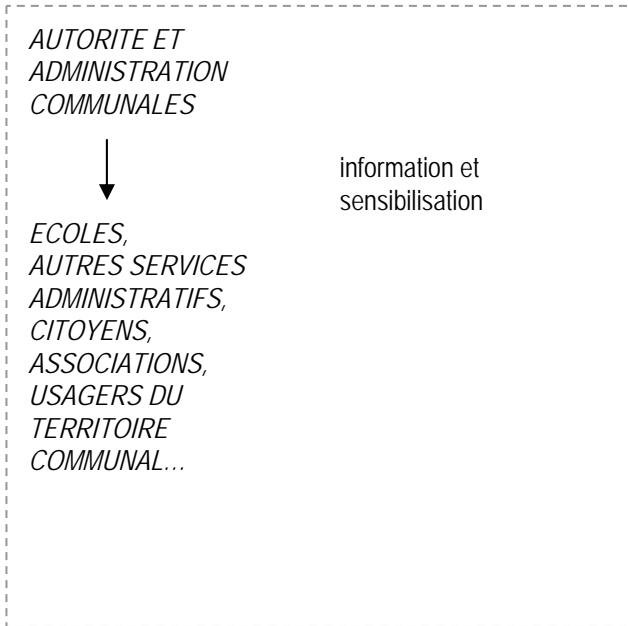 AUTORITE ET
ADMINISTRATION
COMMUNALES
information et
sensibilisation
ECOLES,
AUTRES SERVICES
ADMINISTRATIFS,
CITOYENS,
ASSOCIATIONS,
USAGERS DU
TERRITOIRE
COMMUNAL...